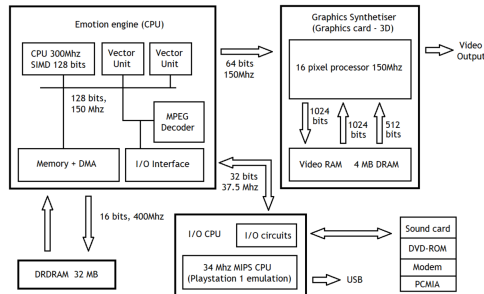 Emotion engine (CPU)
CPU 300Mhz
SIMD 128 bits
Vector
Unit
Vector
Unit
128 bits,
150 Mhz
MPEG
Decoder
Memory + DMA
I/O Interface
64 bits
150Mhz
Graphics Synthetiser
(Graphics card - 3D)
16 pixel processor 150Mhz
1024
bits
1024
bits
512
bits
Video RAM 4 MB DRAM
Video
Output
32 bits
37.5 Mhz
16 bits, 400Mhz
DRDRAM 32 MB
I/O CPU
I/O circuits
34 Mhz MIPS CPU
(Playstation 1 emulation)
USB
Sound card
DVD-ROM
Modem
PCMIA